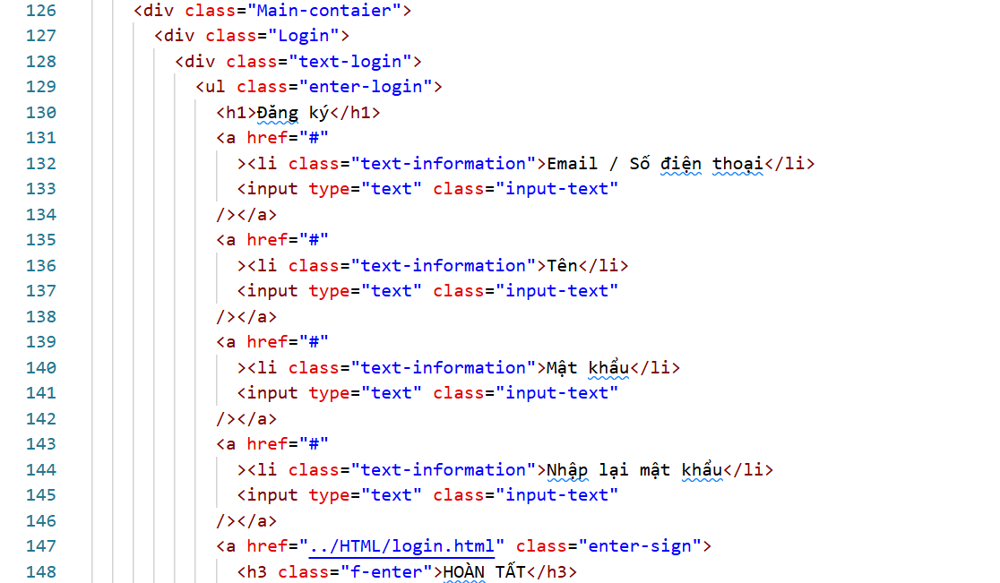 126 <div class="Main-contaier">
127 <div class="Login">
128 <div class="text-login">
129 <ul class="enter-login">
130 <h1>Đăng ký</h1>
131 <a href="#"
132 ><li class="text-information">Email / Số điện thoại</li>
133 <input type="text" class="input-text"
134 /></a>
135 <a href="#"
136 ><li class="text-information">Tên</li>
137 <input type="text" class="input-text"
138 /></a>
139 <a href="#"
140 ><li class="text-information">Mật khẩu</li>
141 <input type="text" class="input-text"
142 /></a>
143 <a href="#"
144 ><li class="text-information">Nhập lại mật khẩu</li>
145 <input type="text" class="input-text"
146 /></a>
147 <a href="../HTML/login.html" class="enter-sign">
148 <h3 class="f-enter">HOÀN TẤT</h3>